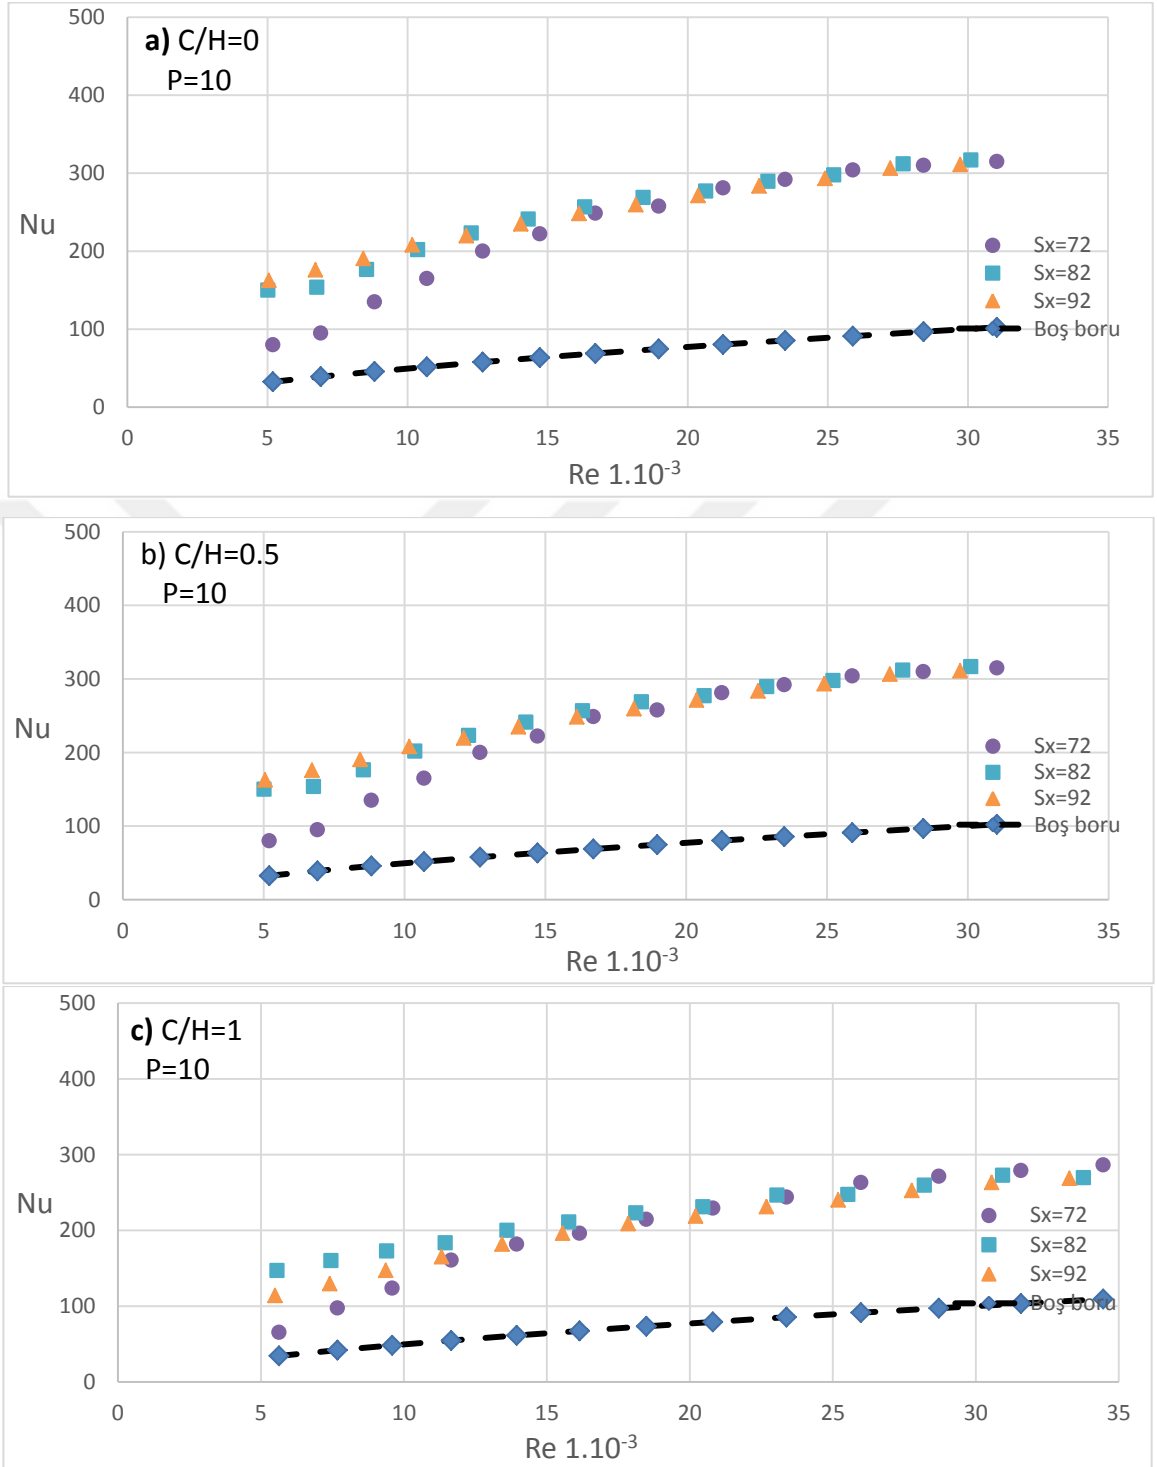 a) C/H=0
P=10
500
400
300
200
100
0
Nu
Sx=72
Sx=82
Sx=92
Boş boru
0 5 10 15 20 25 30 35
Re 1.10⁻³
b) C/H=0.5
P=10
500
400
300
200
100
0
Nu
Sx=72
Sx=82
Sx=92
Boş boru
0 5 10 15 20 25 30 35
Re 1.10⁻³
c) C/H=1
P=10
500
400
300
200
100
0
Nu
Sx=72
Sx=82
Sx=92
Boş boru
0 5 10 15 20 25 30 35
Re 1.10⁻³